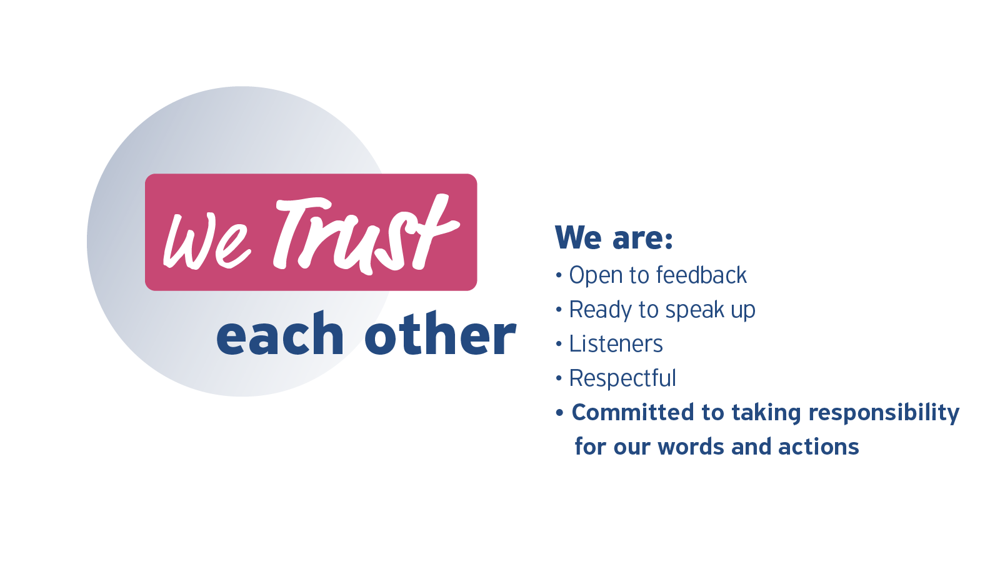 We Trust
each other
We are:
• Open to feedback
• Ready to speak up
• Listeners
• Respectful
• Committed to taking responsibility
for our words and actions